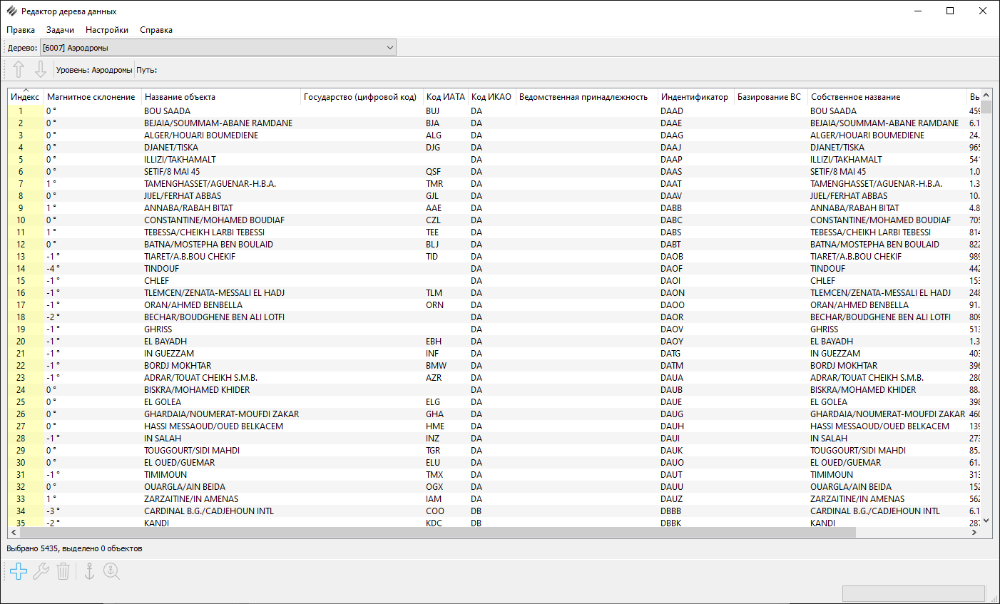 Редактор дерева данных
Правка Задачи Настройки Справка
Дерево: [6007] Аэродромы
Уровень: Аэродромы Путь:
Индекс Магнитное склонение Название объекта Государство (цифровой код) Код ИАТА Код ИКАО Ведомственная принадлежность Индентификатор Базирование ВС Собственное название Вы
1 0 ° BOU SAADA BUJ DA DAAD BOU SAADA 459
2 0 ° BEJAIA/SOUMMAM-ABANE RAMDANE BJA DA DAAE BEJAIA/SOUMMAM-ABANE RAMDANE 6.1
3 0 ° ALGER/HOUARI BOUMEDIENE ALG DA DAAG ALGER/HOUARI BOUMEDIENE 24.
4 0 ° DJANET/TISKA DJG DA DAAJ DJANET/TISKA 965
5 0 ° ILLIZI/TAKHAMALT DA DAAP ILLIZI/TAKHAMALT 541
6 0 ° SETIF/8 MAI 45 QSF DA DAAS SETIF/8 MAI 45 1.0
7 1 ° TAMENGHASSET/AGUENAR-H.B.A. TMR DA DAAT TAMENGHASSET/AGUENAR-H.B.A. 1.3
8 0 ° JIJEL/FERHAT ABBAS GJL DA DAAV JIJEL/FERHAT ABBAS 10.
9 1 ° ANNABA/RABAH BITAT AAE DA DABB ANNABA/RABAH BITAT 4.8
10 0 ° CONSTANTINE/MOHAMED BOUDIAF CZL DA DABC CONSTANTINE/MOHAMED BOUDIAF 705
11 1 ° TEBESSA/CHEIKH LARBI TEBESSI TEE DA DABS TEBESSA/CHEIKH LARBI TEBESSI 814
12 0 ° BATNA/MOSTEPHA BEN BOULAID BLJ DA DABT BATNA/MOSTEPHA BEN BOULAID 822
13 -1 ° TIARET/A.B.BOU CHEKIF TID DA DAOB TIARET/A.B.BOU CHEKIF 989
14 -4 ° TINDOUF DA DAOF TINDOUF 442
15 -1 ° CHLEF DA DAOI CHLEF 153
16 -1 ° TLEMCEN/ZENATA-MESSALI EL HADJ TLM DA DAON TLEMCEN/ZENATA-MESSALI EL HADJ 248
17 -1 ° ORAN/AHMED BENBELLA ORN DA DAOO ORAN/AHMED BENBELLA 91.
18 -2 ° BECHAR/BOUDGHENE BEN ALI LOTFI DA DAOR BECHAR/BOUDGHENE BEN ALI LOTFI 809
19 -1 ° GHRISS DA DAOV GHRISS 513
20 -1 ° EL BAYADH EBH DA DAOY EL BAYADH 1.3
21 -1 ° IN GUEZZAM INF DA DATG IN GUEZZAM 403
22 -1 ° BORDJ MOKHTAR BMW DA DATM BORDJ MOKHTAR 396
23 -1 ° ADRAR/TOUAT CHEIKH S.M.B. AZR DA DAUA ADRAR/TOUAT CHEIKH S.M.B. 280
24 0 ° BISKRA/MOHAMED KHIDER DA DAUB BISKRA/MOHAMED KHIDER 88.
25 0 ° EL GOLEA ELG DA DAUE EL GOLEA 398
26 0 ° GHARDAIA/NOUMERAT-MOUFDI ZAKAR GHA DA DAUG GHARDAIA/NOUMERAT-MOUFDI ZAKAR 460
27 0 ° HASSI MESSAOUD/OUED BELKACEM HME DA DAUH HASSI MESSAOUD/OUED BELKACEM 139
28 -1 ° IN SALAH INZ DA DAUI IN SALAH 273
29 0 ° TOUGGOURT/SIDI MAHDI TGR DA DAUK TOUGGOURT/SIDI MAHDI 85.
30 0 ° EL OUED/GUEMAR ELU DA DAUO EL OUED/GUEMAR 61.
31 -1 ° TIMIMOUN TMX DA DAUT TIMIMOUN 313
32 0 ° OUARGLA/AIN BEIDA OGX DA DAUU OUARGLA/AIN BEIDA 152
33 1 ° ZARZAITINE/IN AMENAS IAM DA DAUZ ZARZAITINE/IN AMENAS 562
34 -3 ° CARDINAL B.G./CADJEHOUN INTL COO DB DBBB CARDINAL B.G./CADJEHOUN INTL 6.1
35 -2 ° KANDI KDC DB DBBK KANDI 287
Выбрано 5435, выделено 0 объектов